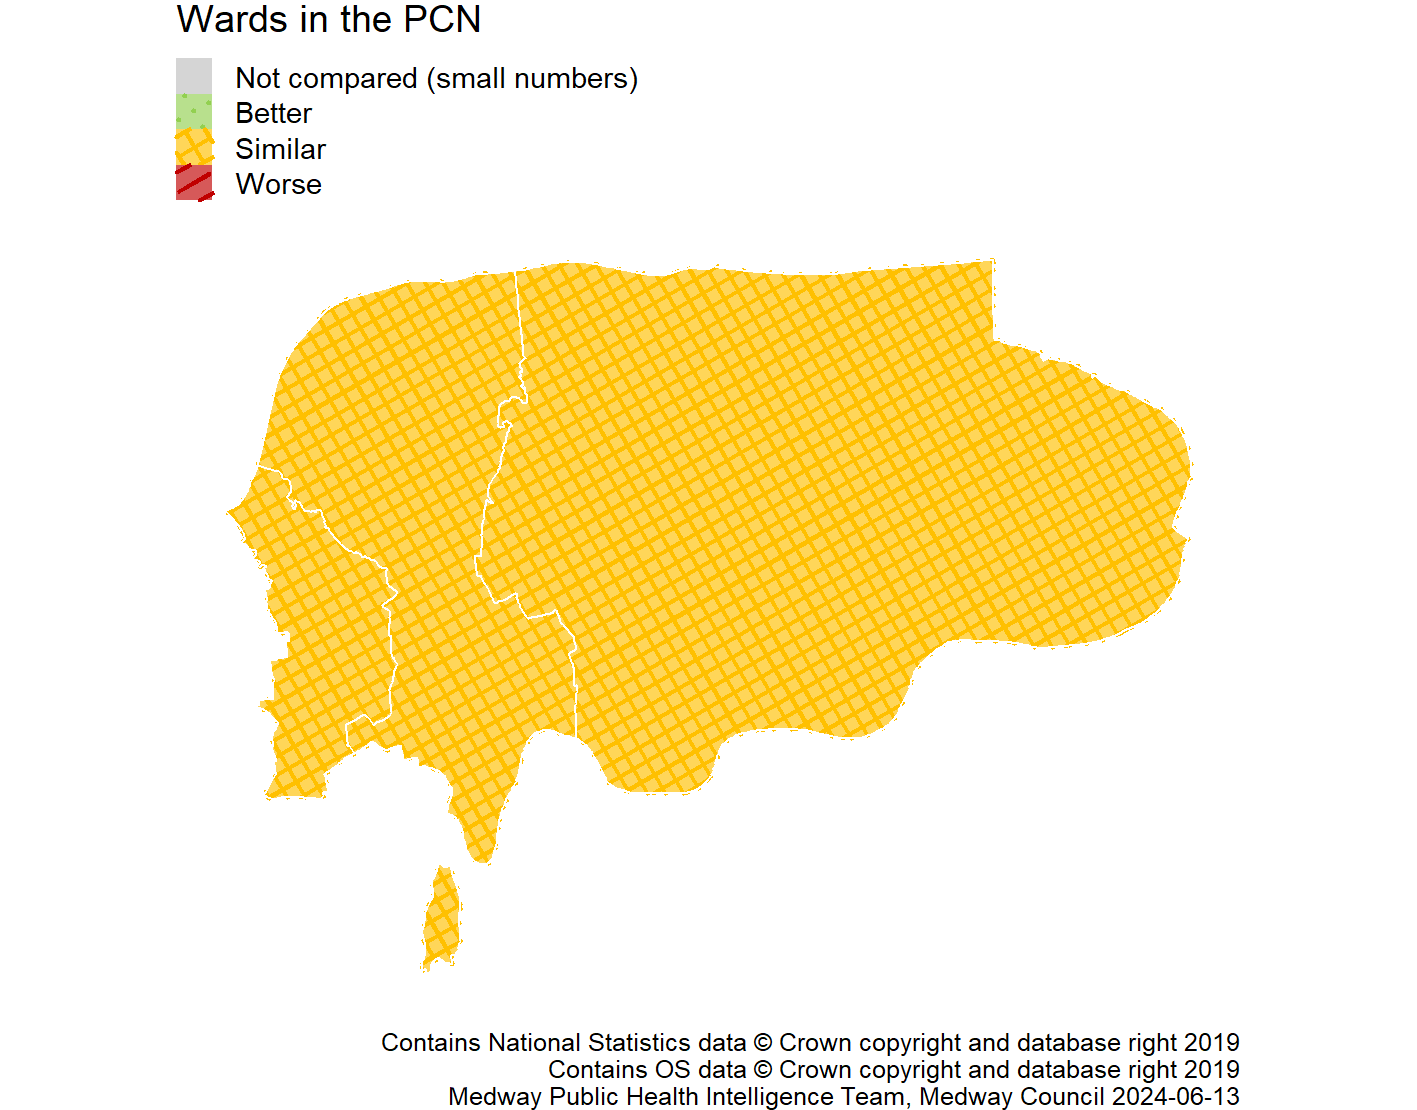 Wards in the PCN
Not compared (small numbers)
Better
Similar
Worse
Contains National Statistics data © Crown copyright and database right 2019
Contains OS data © Crown copyright and database right 2019
Medway Public Health Intelligence Team, Medway Council 2024-06-13